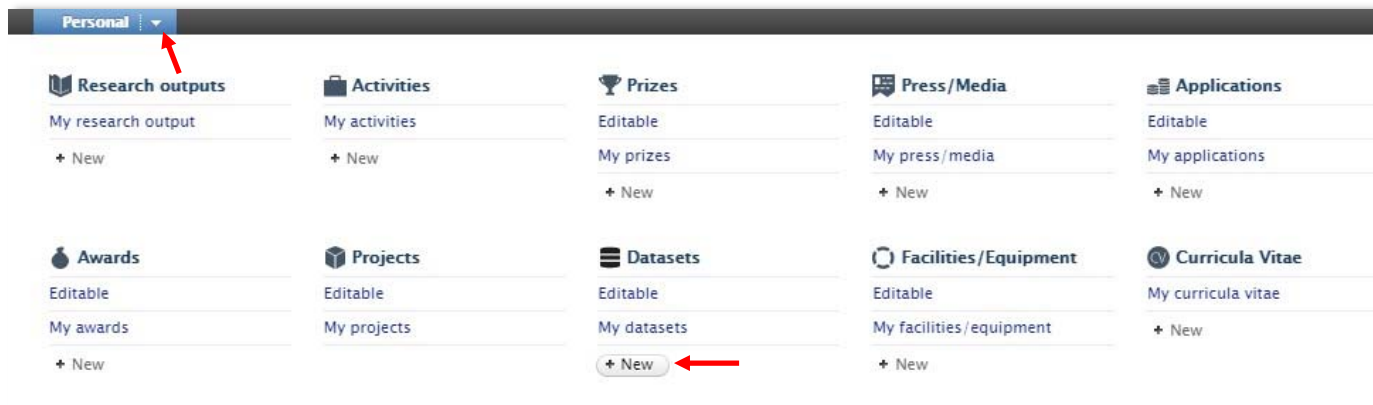 Personal
Research outputs
My research output
+ New
Activities
My activities
+ New
Prizes
Editable
My prizes
+ New
Press/Media
Editable
My press/media
+ New
Applications
Editable
My applications
+ New
Awards
Editable
My awards
+ New
Projects
Editable
My projects
Datasets
Editable
My datasets
+ New
Facilities/Equipment
Editable
My facilities/equipment
+ New
CV Curricula Vitae
My curricula vitae
+ New